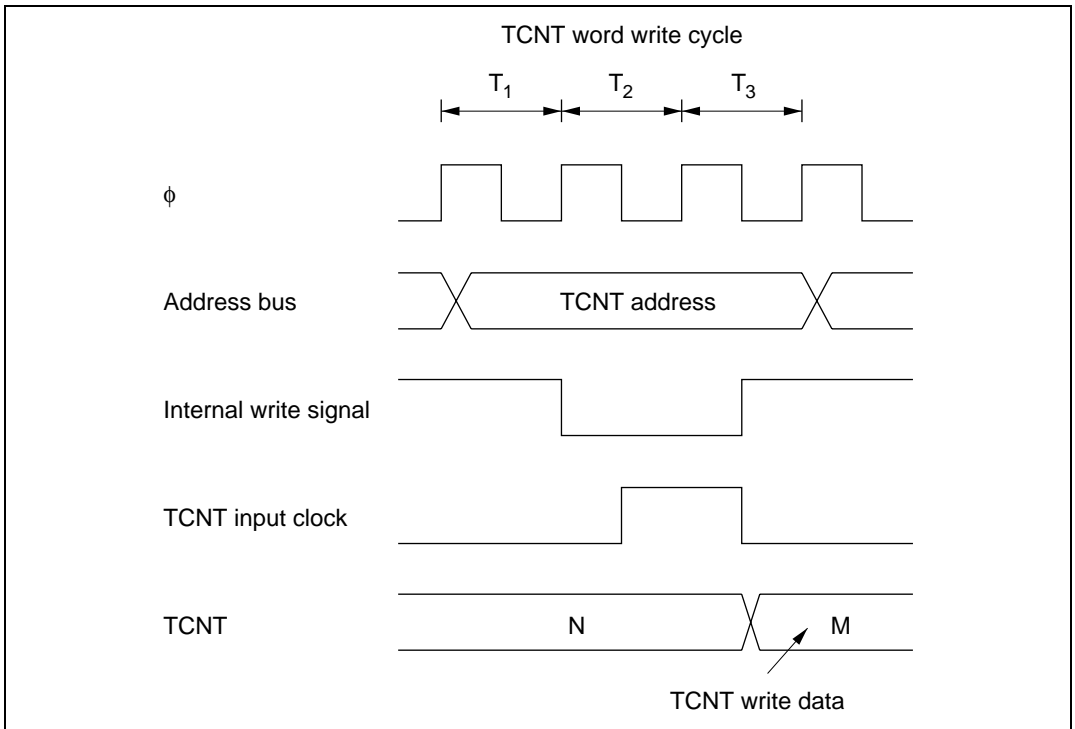 TCNT word write cycle
T1 T2 T3
ϕ
Address bus TCNT address
Internal write signal
TCNT input clock
TCNT N M
TCNT write data